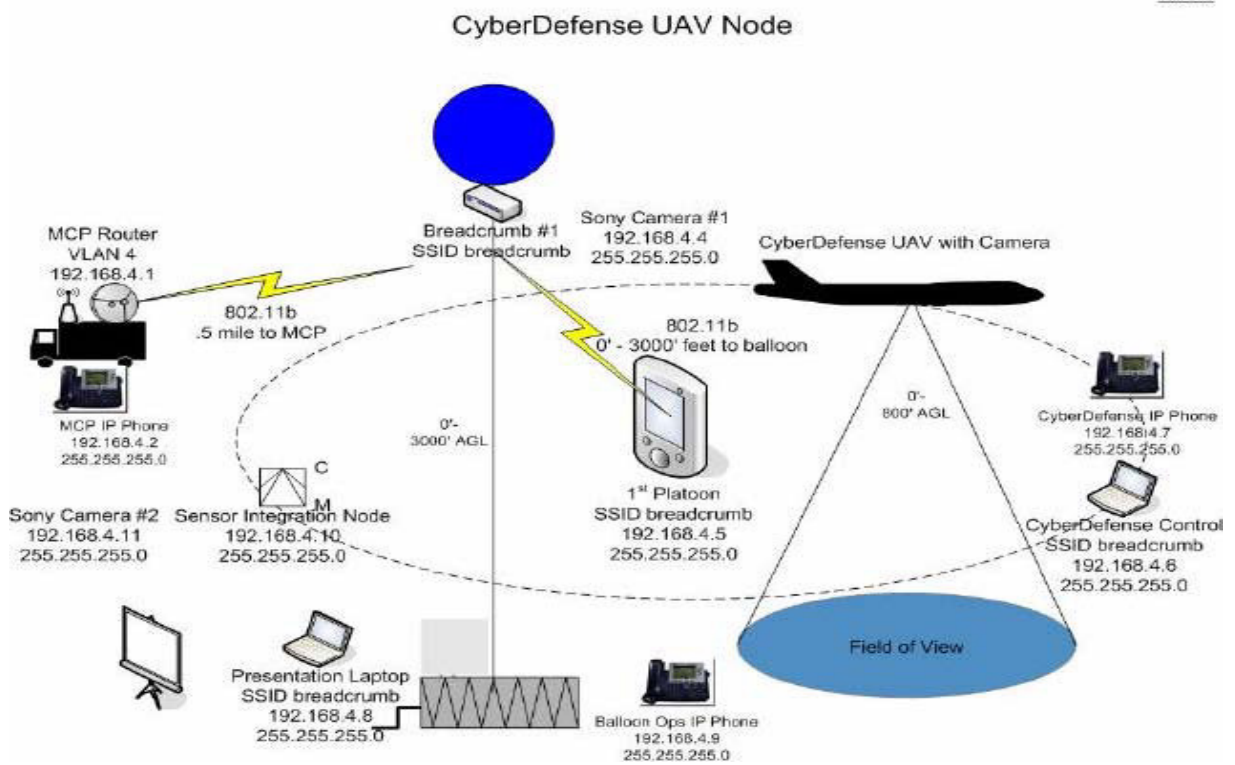 CyberDefense UAV Node
MCP Router
VLAN 4
192.168.4.1
802.11b
.5 mile to MCP
MCP IP Phone
192.168.4.2
255.255.255.0
Breadcrumb #1
SSID breadcrumb
Sony Camera #1
192.168.4.4
255.255.255.0
CyberDefense UAV with Camera
802.11b
0' - 3000' feet to balloon
0'-
3000' AGL
0'-
800' AGL
CyberDefense IP Phone
192.168.4.7
255.255.255.0
C
M
Sensor Integration Node
192.168.4.10
255.255.255.0
Sony Camera #2
192.168.4.11
255.255.255.0
1st Platoon
SSID breadcrumb
192.168.4.5
255.255.255.0
CyberDefense Control
SSID breadcrumb
192.168.4.6
255.255.255.0
Field of View
Presentation Laptop
SSID breadcrumb
192.168.4.8
255.255.255.0
Balloon Ops IP Phone
192.168.4.9
255.255.255.0